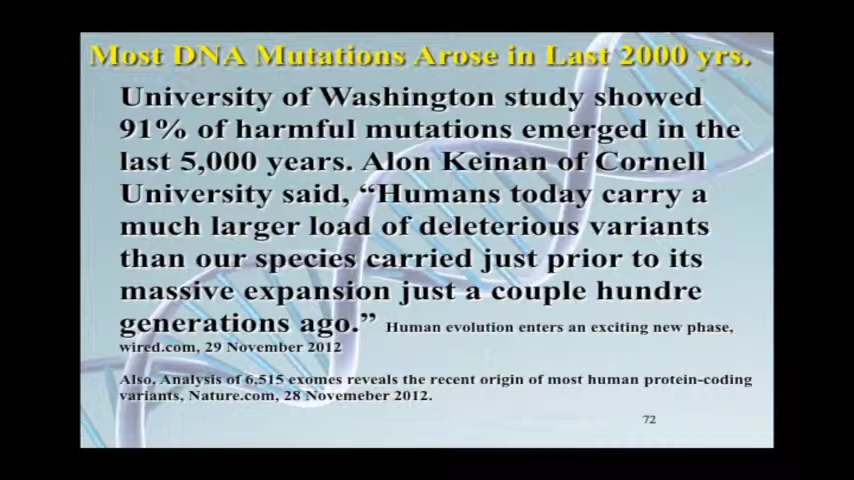 Most DNA Mutations Arose in Last 2000 yrs.
University of Washington study showed
91% of harmful mutations emerged in the
last 5,000 years. Alon Keinan of Cornell
University said, “Humans today carry a
much larger load of deleterious variants
than our species carried just prior to its
massive expansion just a couple hundre
generations ago.” Human evolution enters an exciting new phase,
wired.com, 29 November 2012
Also, Analysis of 6,515 exomes reveals the recent origin of most human protein-coding
variants, Nature.com, 28 Novemeber 2012.
72